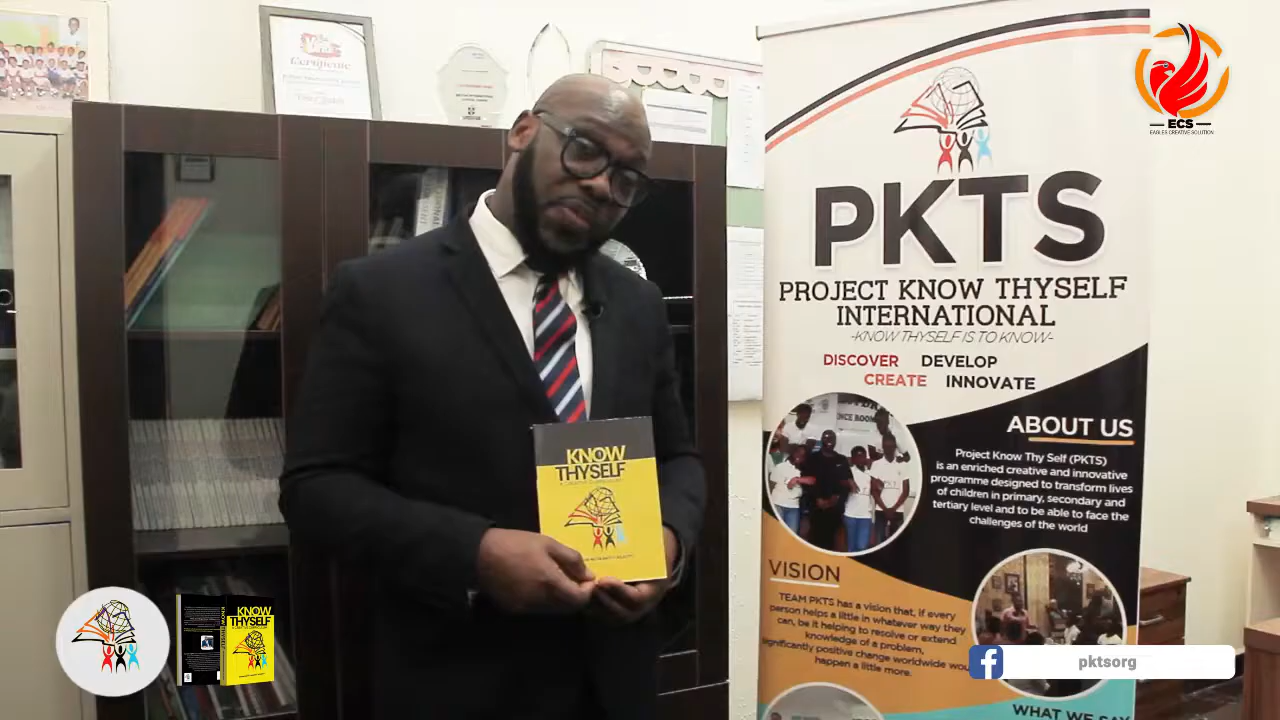 Certificate
ECS
EABLES CREATIVE SOLUTION
PKTS
PROJECT KNOW THYSELF
INTERNATIONAL
-KNOW THYSELF IS TO KNOW-
DISCOVER DEVELOP
CREATE INNOVATE
ABOUT US
Project Know Thy Self (PKTS)
is an enriched creative and innovative
programme designed to transform lives
of children in primary, secondary and
tertiary level and to be able to face the
challenges of the world
VISION
TEAM PKTS has a vision that, if every
person helps a little in whatever way they
can, be it helping to resolve or extend
knowledge of a problem,
significantly positive change worldwide wou
happen a little more.
WHAT WE SAY
KNOW
THYSELF
KNOW
THYSELF
pktsorg